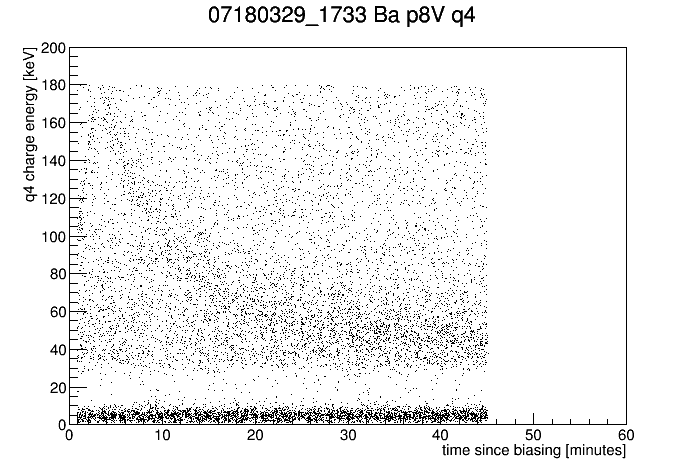 07180329_1733 Ba p8V q4
q4 charge energy [keV]
200
180
160
140
120
100
80
60
40
20
0
0 10 20 30 40 50 60
time since biasing [minutes]